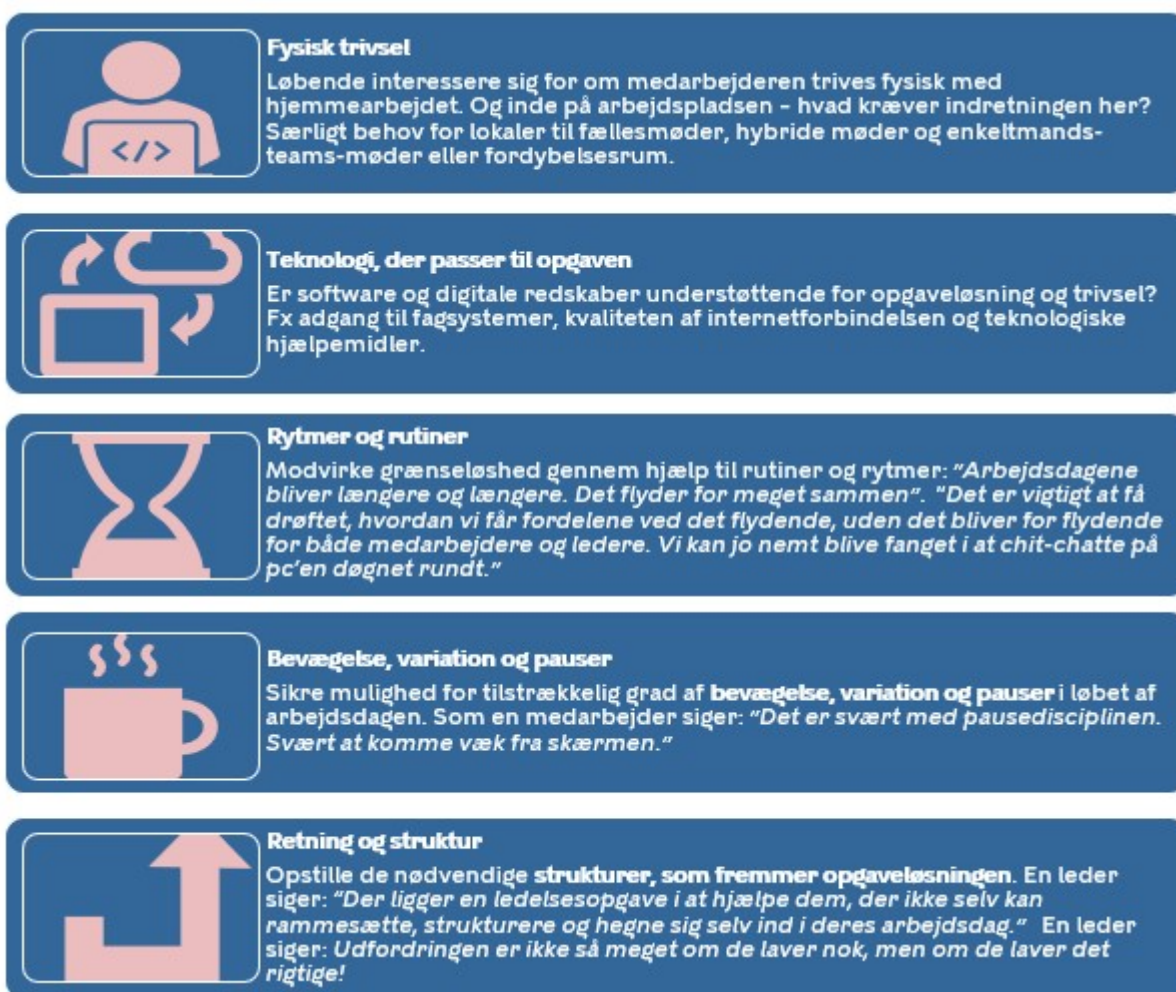 Fysisk trivsel
Løbende interessere sig for om medarbejderen trives fysisk med
hjemmearbejdet. Og inde på arbejdspladsen – hvad kræver indretningen her?
Særligt behov for lokaler til fællesmøder, hybride møder og enkeltmands-
teams-møder eller fordybelsesrum.
</>
Teknologi, der passer til opgaven
Er software og digitale redskaber understøttende for opgaveløsning og trivsel?
Fx adgang til fagsystemer, kvaliteten af internetforbindelsen og teknologiske
hjælpemidler.
Rytmer og rutiner
Modvirke grænseløshed gennem hjælp til rutiner og rytmer: ”Arbejdsdagene
bliver længere og længere. Det flyder for meget sammen”. "Det er vigtigt at få
drøftet, hvordan vi får fordelene ved det flydende, uden det bliver for flydende
for både medarbejdere og ledere. Vi kan jo nemt blive fanget i at chit-chatte på
pc’en døgnet rundt.”
Bevægelse, variation og pauser
Sikre mulighed for tilstrækkelig grad af bevægelse, variation og pauser i løbet af
arbejdsdagen. Som en medarbejder siger: ”Det er svært med pausedisciplinen.
Svært at komme væk fra skærmen.”
Retning og struktur
Opstille de nødvendige strukturer, som fremmer opgaveløsningen. En leder
siger: ”Der ligger en ledelsesopgave i at hjælpe dem, der ikke selv kan
rammesætte, strukturere og hegne sig selv ind i deres arbejdsdag.” En leder
siger: Udfordringen er ikke så meget om de laver nok, men om de laver det
rigtige!